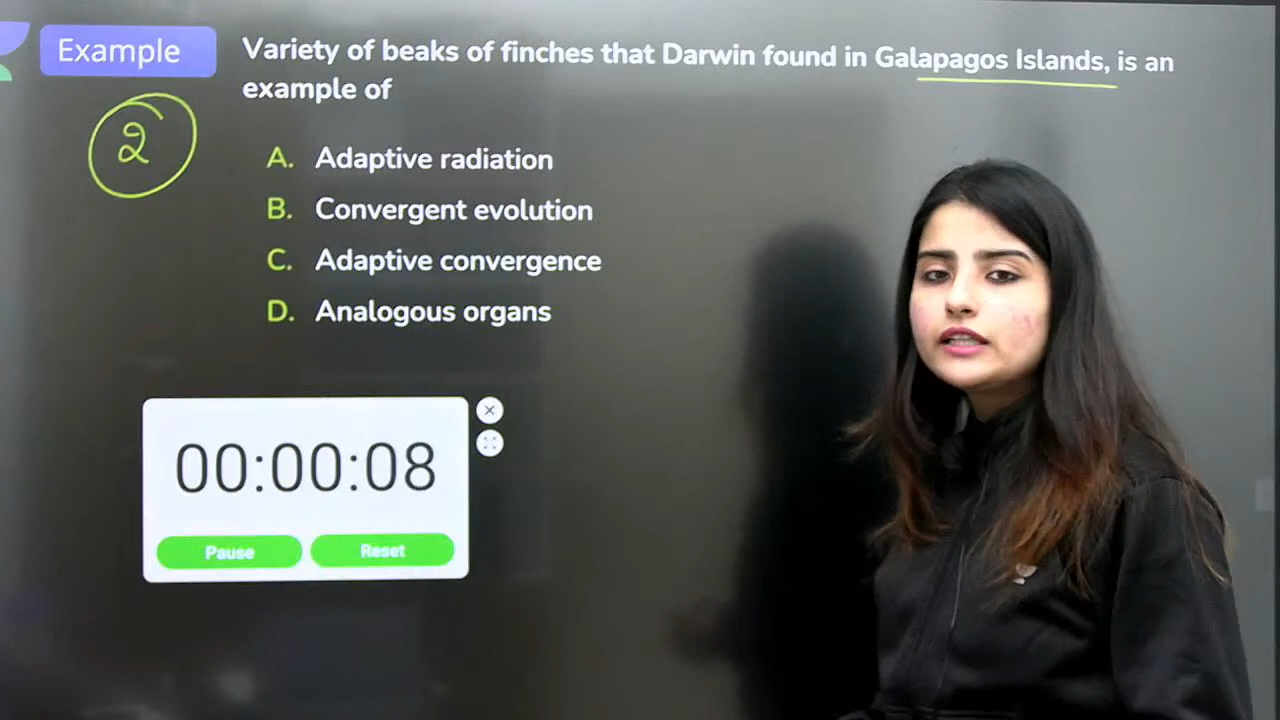 Example
Variety of beaks of finches that Darwin found in Galapagos Islands, is an
example of
2
A. Adaptive radiation
B. Convergent evolution
C. Adaptive convergence
D. Analogous organs
00:00:08
Pause
Reset